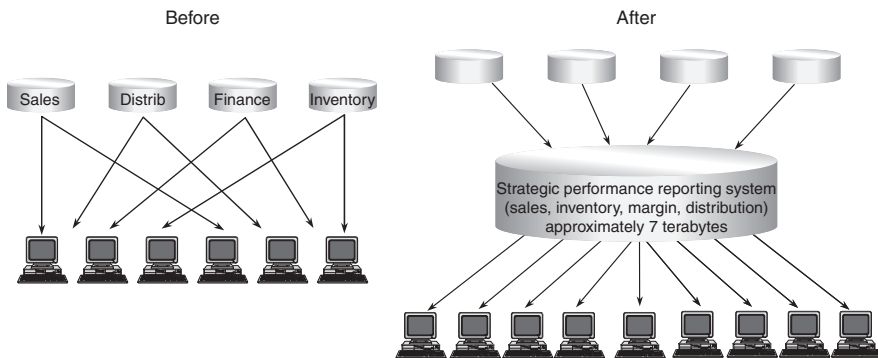 Before
After
Sales
Distrib
Finance
Inventory
Strategic performance reporting system
(sales, inventory, margin, distribution)
approximately 7 terabytes